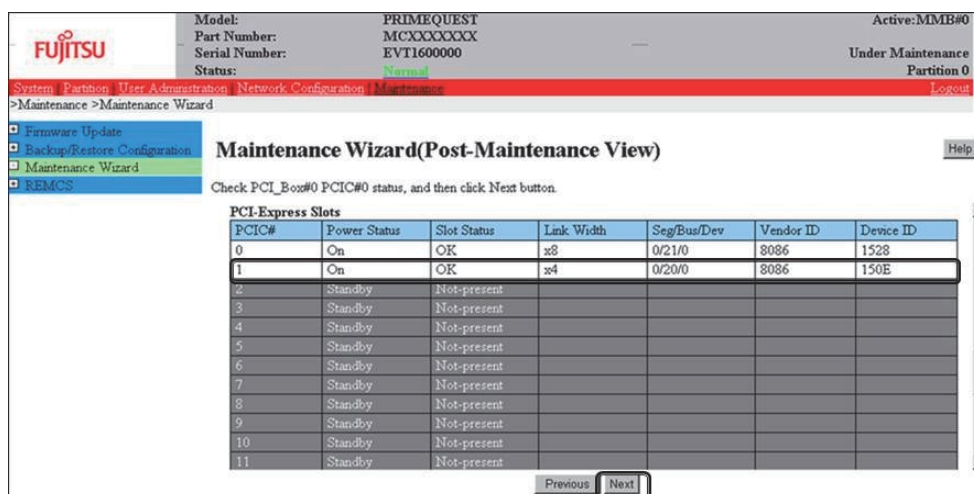 FUJITSU
Model: PRIMEQUEST Active:MMB#0
Part Number: MCXXXXXXX
Serial Number: EVT1600000 Under Maintenance
Status: Normal Partition 0
System | Partition | User Administration | Network Configuration | Maintenance Logout
>Maintenance >Maintenance Wizard
Firmware Update
Backup/Restore Configuration
Maintenance Wizard
REMCS
Maintenance Wizard(Post-Maintenance View)
Help
Check PCI_Box#0 PCIC#0 status, and then click Next button.
PCI-Express Slots
PCIC# Power Status Slot Status Link Width Seg/Bus/Dev Vendor ID Device ID
0 On OK x8 0/21/0 8086 1528
1 On OK x4 0/20/0 8086 150E
2 Standby Not-present
3 Standby Not-present
4 Standby Not-present
5 Standby Not-present
6 Standby Not-present
7 Standby Not-present
8 Standby Not-present
9 Standby Not-present
10 Standby Not-present
11 Standby Not-present
Previous Next